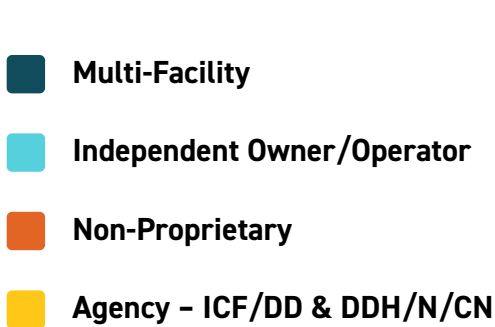 Multi-Facility
Independent Owner/Operator
Non-Proprietary
Agency – ICF/DD & DDH/N/CN